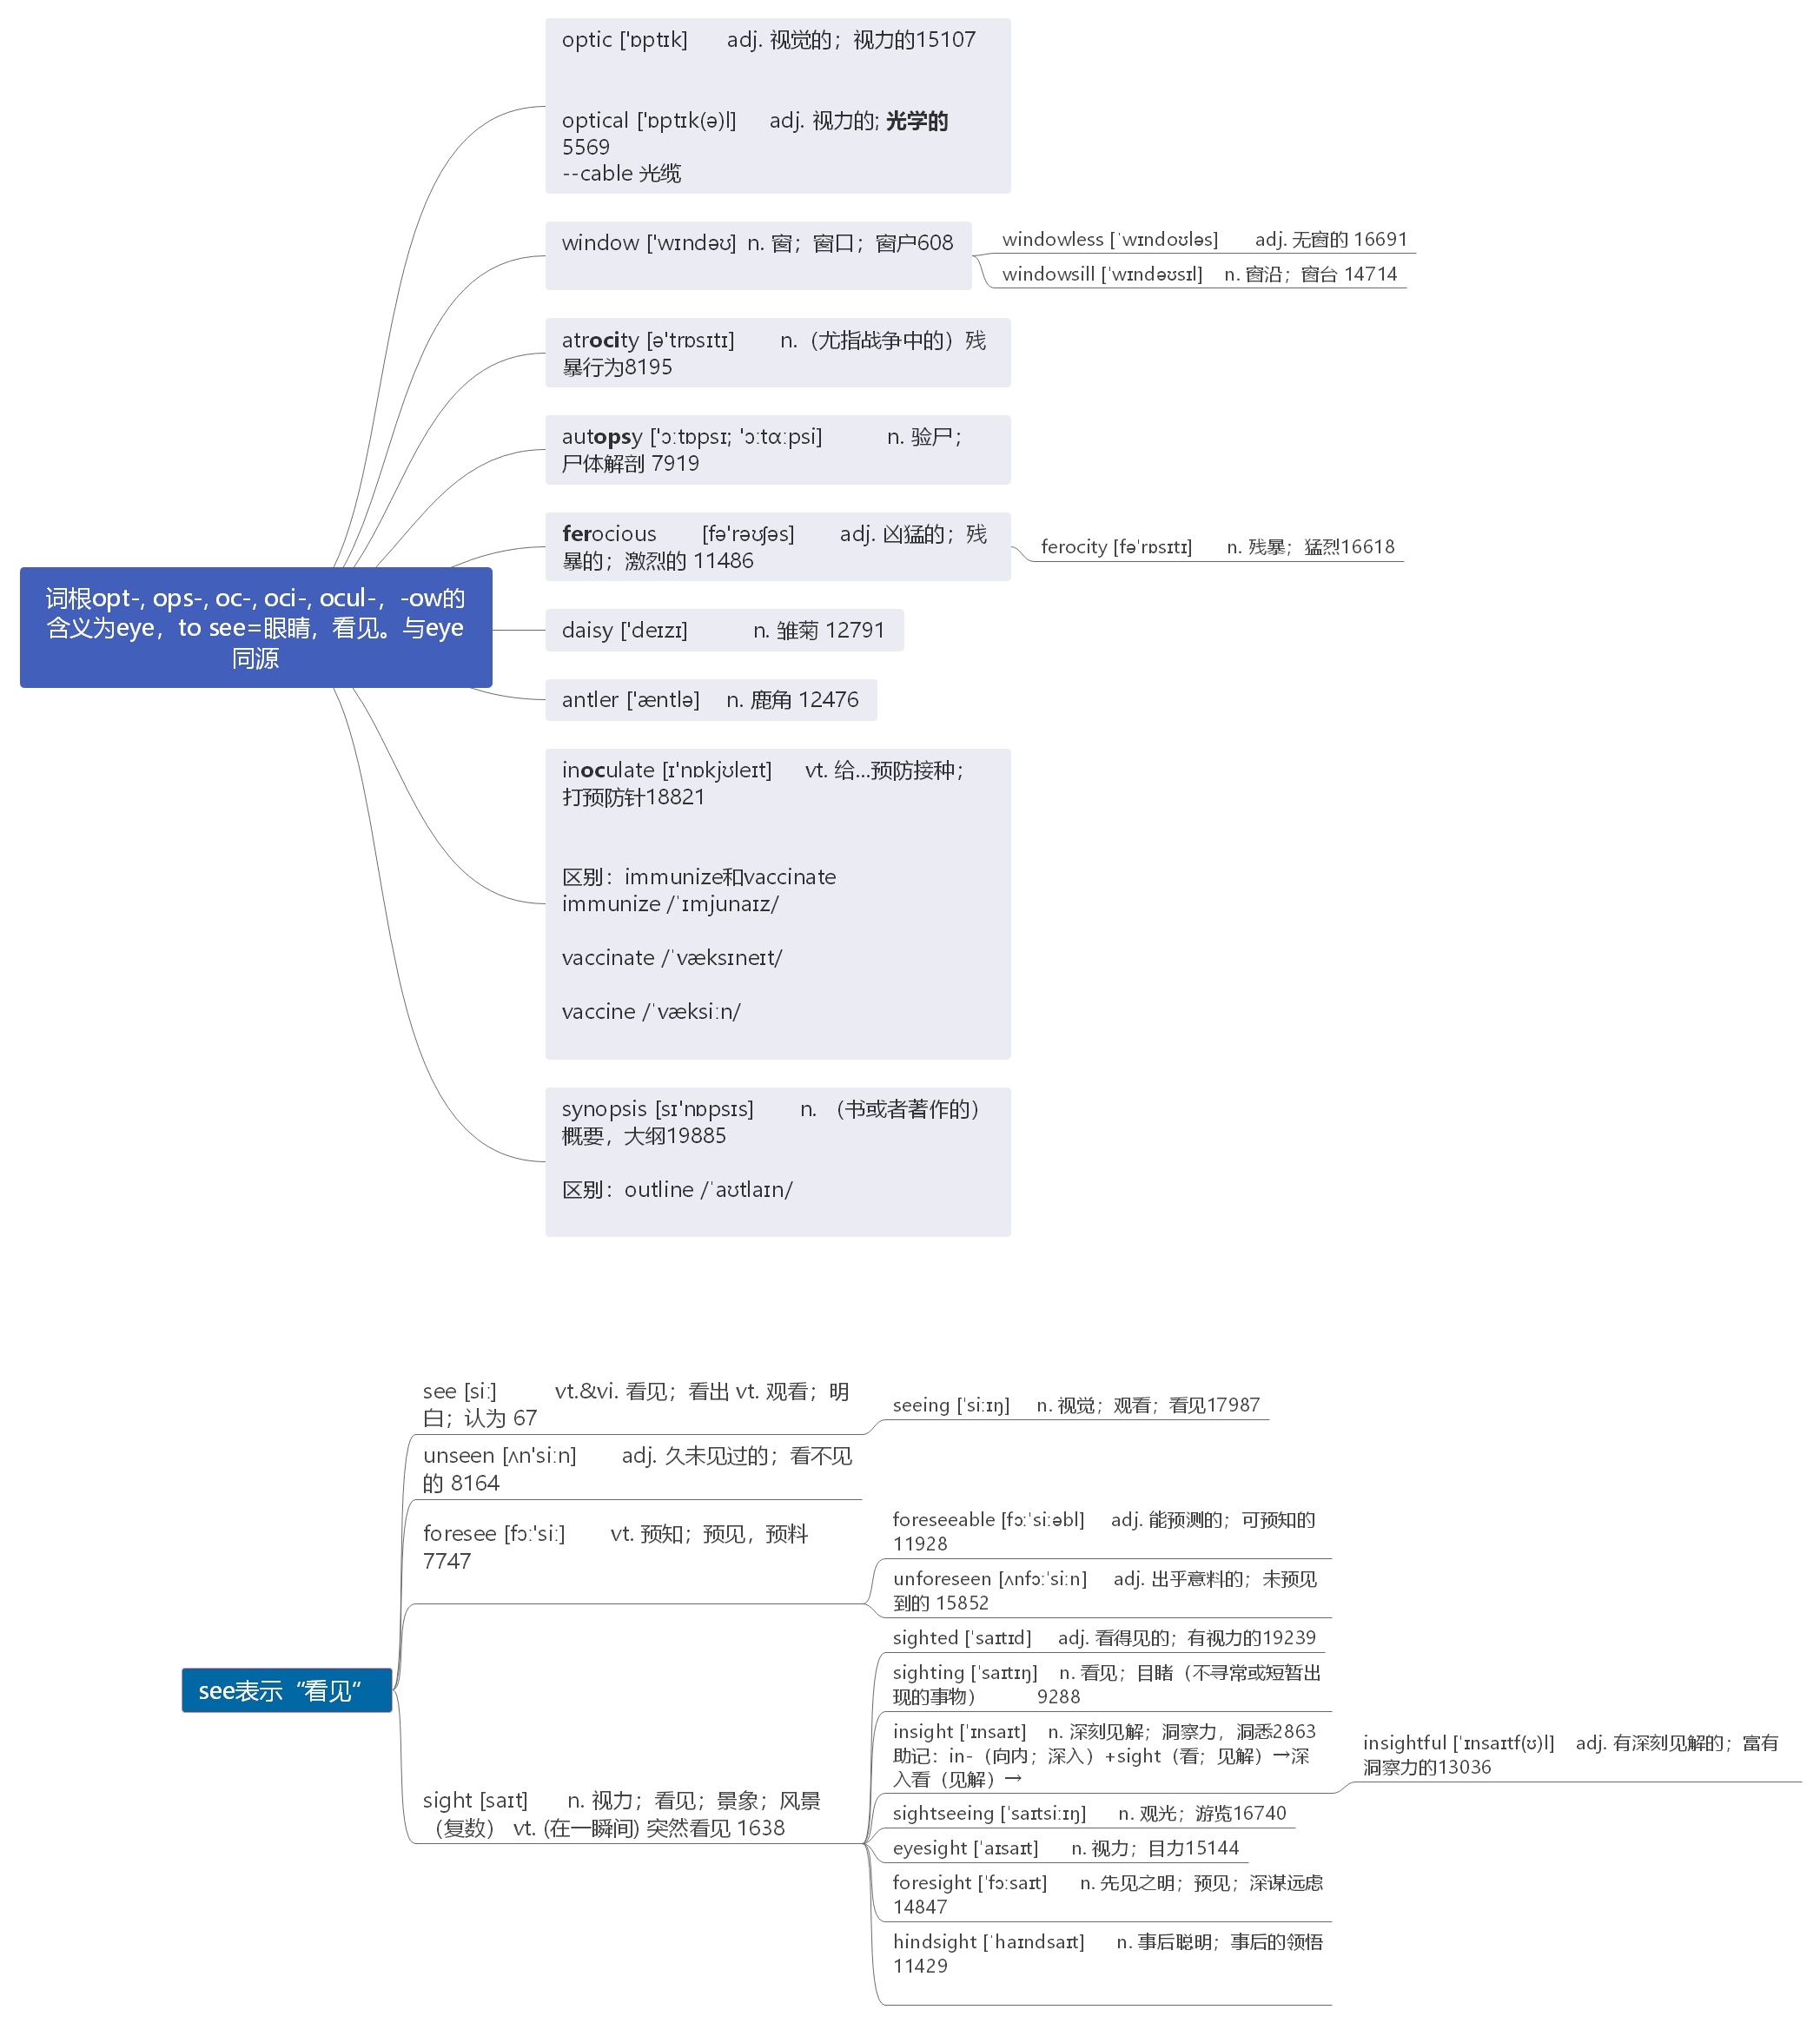 词根opt-, ops-, oc-, oci-, ocul-，-ow的
含义为eye，to see=眼睛，看见。与eye
同源
optic ['ɒptɪk] adj. 视觉的；视力的15107
optical ['ɒptɪk(ə)l] adj. 视力的; 光学的
5569
--cable 光缆
window ['wɪndəʊ] n. 窗；窗口；窗户608
windowless [ˈwɪndoʊləs] adj. 无窗的 16691
windowsill [ˈwɪndəʊsɪl] n. 窗沿；窗台 14714
atrocity [ə'trɒsɪtɪ] n.（尤指战争中的）残
暴行为8195
autopsy ['ɔːtɒpsɪ; 'ɔːtɑːpsi] n. 验尸；
尸体解剖 7919
ferocious [fə'rəʊʃəs] adj. 凶猛的；残
暴的；激烈的 11486
ferocity [fəˈrɒsɪtɪ] n. 残暴；猛烈16618
daisy ['deɪzɪ] n. 雏菊 12791
antler ['æntlə] n. 鹿角 12476
inoculate [ɪ'nɒkjʊleɪt] vt. 给...预防接种；
打预防针18821
区别：immunize和vaccinate
immunize /ˈɪmjunaɪz/
vaccinate /ˈvæksɪneɪt/
vaccine /ˈvæksiːn/
synopsis [sɪ'nɒpsɪs] n. （书或者著作的）
概要，大纲19885
区别：outline /ˈaʊtlaɪn/
see表示“看见“
see [siː] vt.&vi. 看见；看出 vt. 观看；明
白；认为 67
seeing [ˈsiːɪŋ] n. 视觉；观看；看见17987
unseen [ʌn'siːn] adj. 久未见过的；看不见
的 8164
foresee [fɔː'siː] vt. 预知；预见，预料
7747
foreseeable [fɔːˈsiːəbl] adj. 能预测的；可预知的
11928
unforeseen [ʌnfɔːˈsiːn] adj. 出乎意料的；未预见
到的 15852
sight [saɪt] n. 视力；看见；景象；风景
（复数） vt. (在一瞬间) 突然看见 1638
sighted [ˈsaɪtɪd] adj. 看得见的；有视力的19239
sighting [ˈsaɪtɪŋ] n. 看见；目睹（不寻常或短暂出
现的事物） 9288
insight [ˈɪnsaɪt] n. 深刻见解；洞察力，洞悉2863
助记：in-（向内；深入）+sight（看；见解）→深
入看（见解）→
insightful [ˈɪnsaɪtf(ʊ)l] adj. 有深刻见解的；富有
洞察力的13036
sightseeing [ˈsaɪtsiːɪŋ] n. 观光；游览16740
eyesight [ˈaɪsaɪt] n. 视力；目力15144
foresight [ˈfɔːsaɪt] n. 先见之明；预见；深谋远虑
14847
hindsight [ˈhaɪndsaɪt] n. 事后聪明；事后的领悟
11429